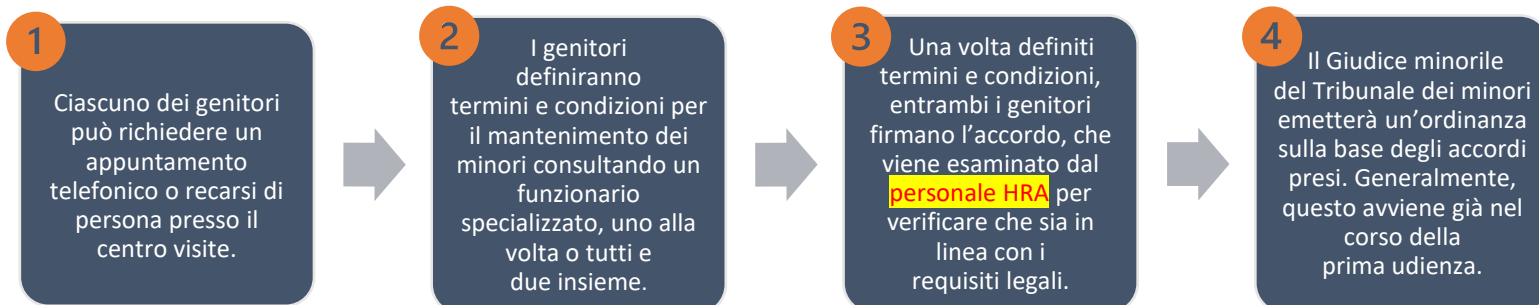 1
Ciascuno dei genitori
può richiedere un
appuntamento
telefonico o recarsi di
persona presso il
centro visite.
2
I genitori
definiranno
termini e condizioni per
il mantenimento dei
minori consultando un
funzionario
specializzato, uno alla
volta o tutti e
due insieme.
3
Una volta definiti
termini e condizioni,
entrambi i genitori
firmano l’accordo, che
viene esaminato dal
personale HRA per
verificare che sia in
linea con i
requisiti legali.
4
Il Giudice minorile
del Tribunale dei minori
emetterà un’ordinanza
sulla base degli accordi
presi. Generalmente,
questo avviene già nel
corso della
prima udienza.